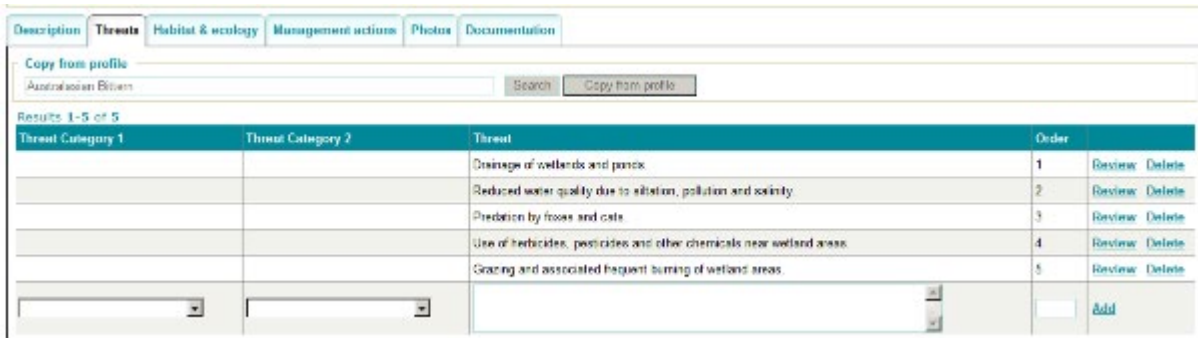 Description Threats Habitat & ecology Management actions Photos Documentation
Copy from profile
Australasian Bittern Search Copy from profile
Results 1-5 of 5
Threat Category 1 Threat Category 2 Threat Order
Drainage of wetlands and ponds. 1 Review Delete
Reduced water quality due to siltation, pollution and salinity. 2 Review Delete
Predation by foxes and cats. 3 Review Delete
Use of herbicides, pesticides and other chemicals near wetland areas. 4 Review Delete
Grazing and associated frequent burning of wetland areas. 5 Review Delete
Add